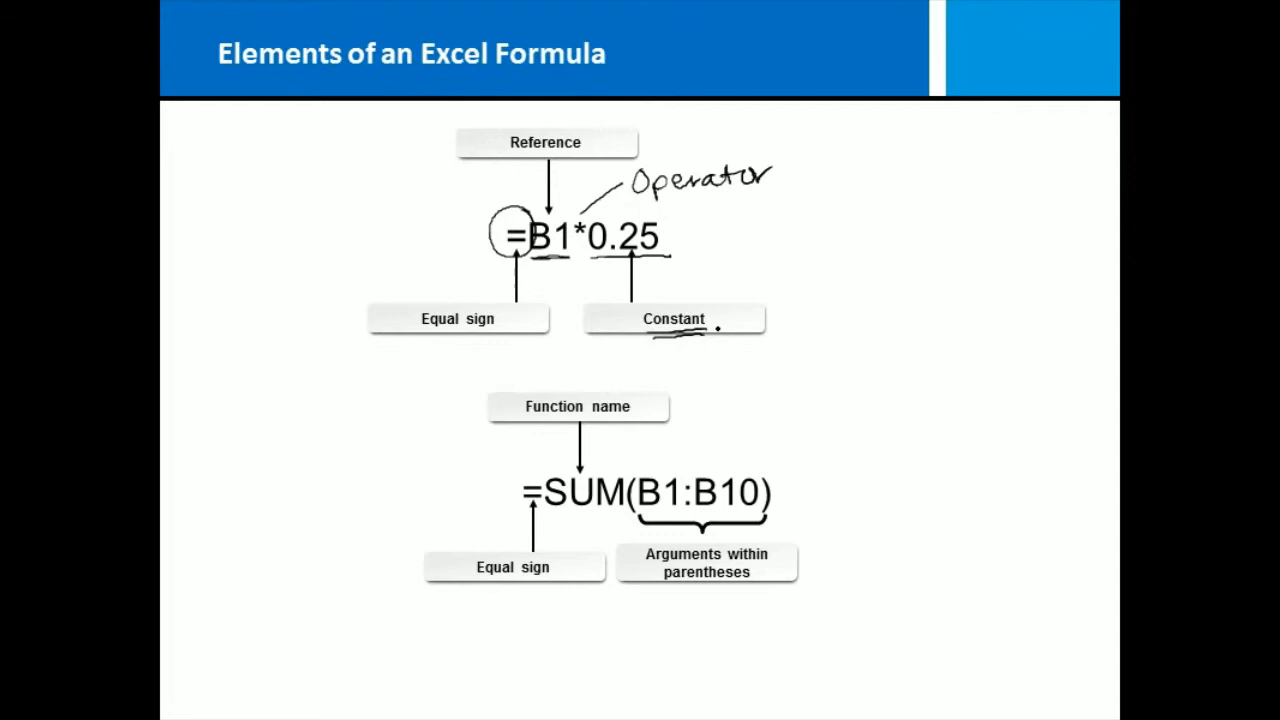 Elements of an Excel Formula
Reference
Operator
=B1*0.25
Equal sign
Constant
Function name
=SUM(B1:B10)
Equal sign
Arguments within
parentheses